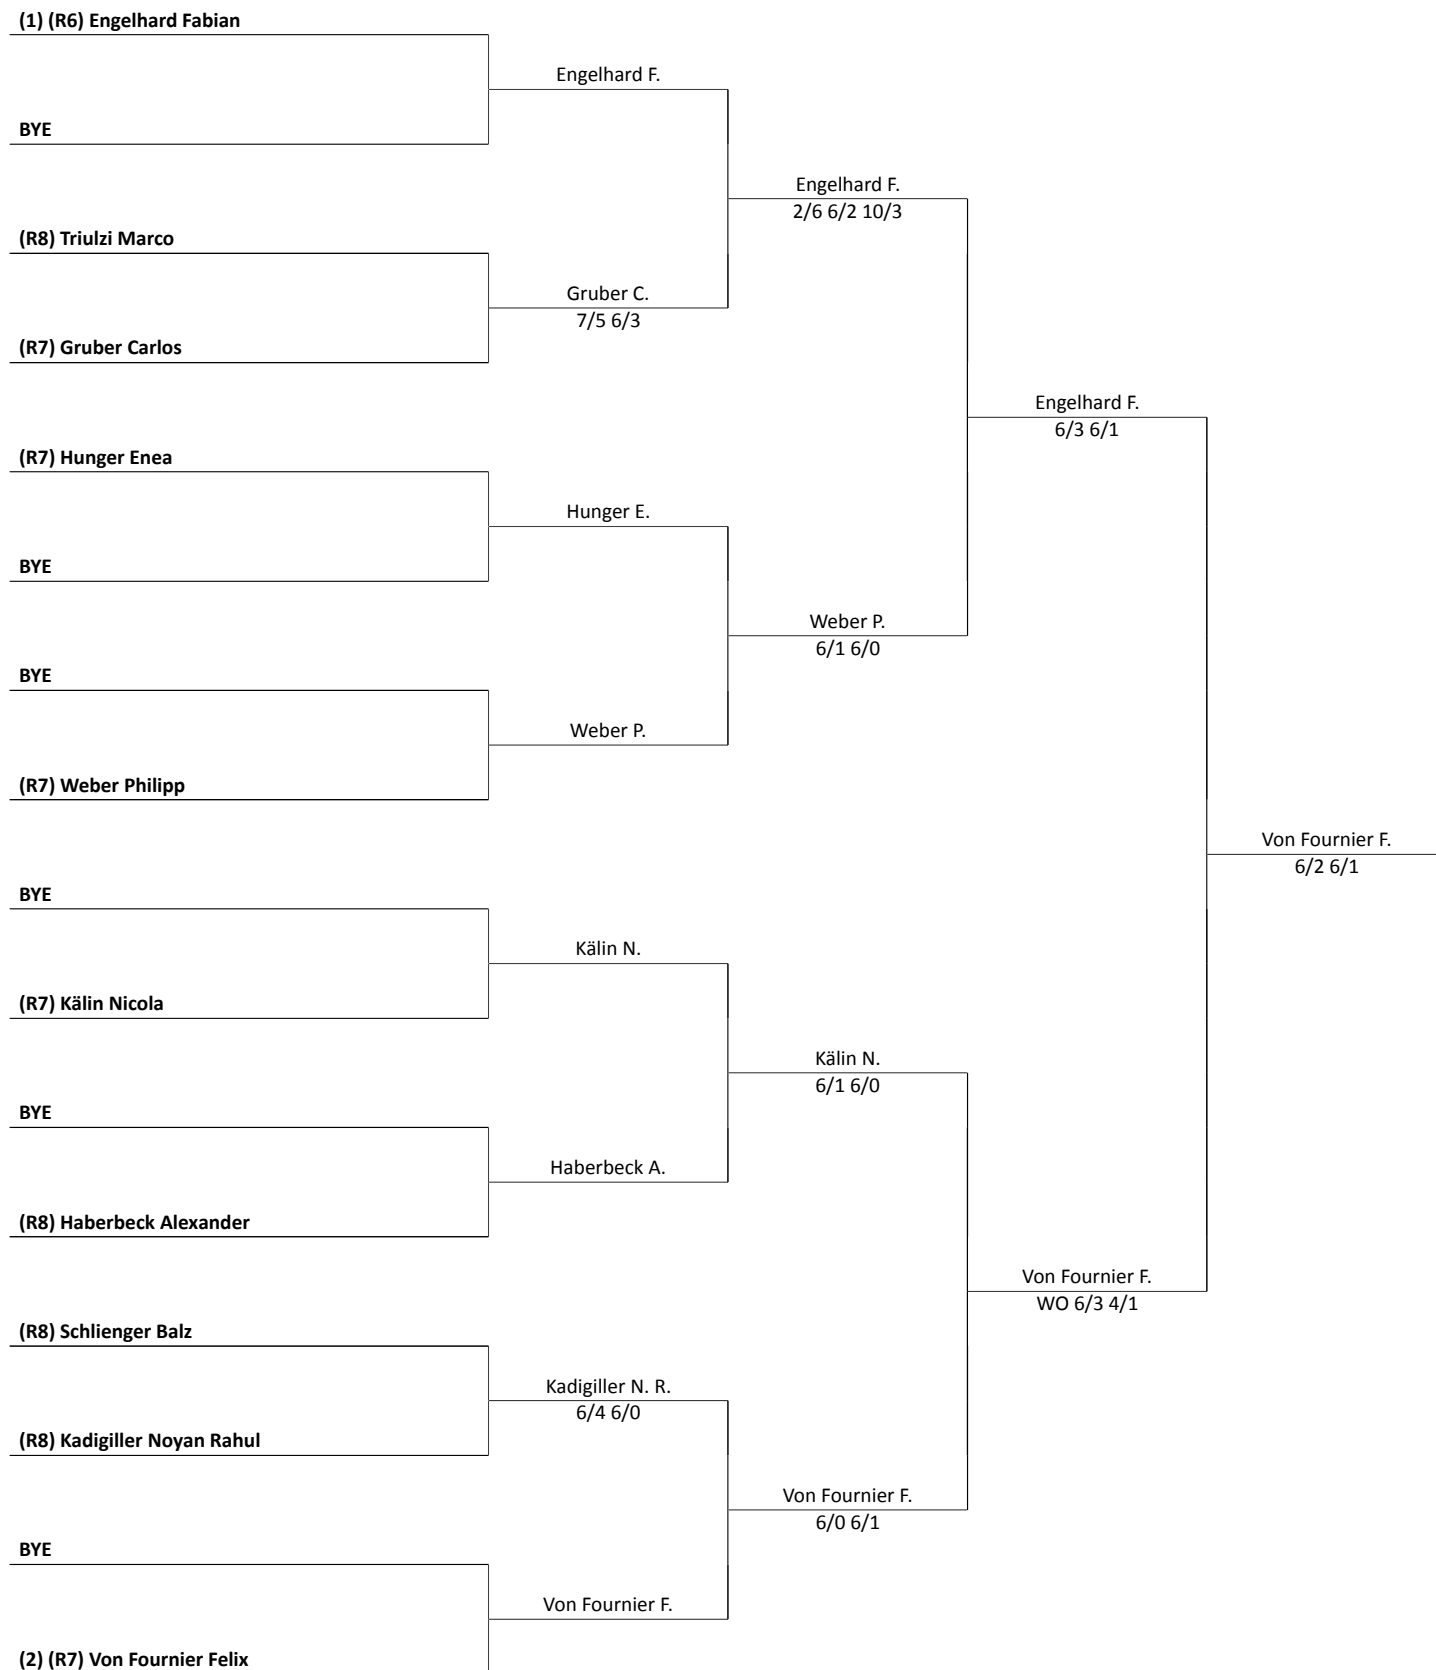 (1) (R6) Engelhard Fabian
Engelhard F.
BYE
Engelhard F.
2/6 6/2 10/3
(R8) Triulzi Marco
Gruber C.
7/5 6/3
(R7) Gruber Carlos
Engelhard F.
6/3 6/1
(R7) Hunger Enea
Hunger E.
BYE
Weber P.
6/1 6/0
BYE
Weber P.
(R7) Weber Philipp
Von Fournier F.
6/2 6/1
BYE
Kälin N.
(R7) Kälin Nicola
Kälin N.
6/1 6/0
BYE
Haberbeck A.
(R8) Haberbeck Alexander
Von Fournier F.
WO 6/3 4/1
(R8) Schlienger Balz
Kadigiller N. R.
6/4 6/0
(R8) Kadigiller Noyan Rahul
Von Fournier F.
6/0 6/1
BYE
Von Fournier F.
(2) (R7) Von Fournier Felix